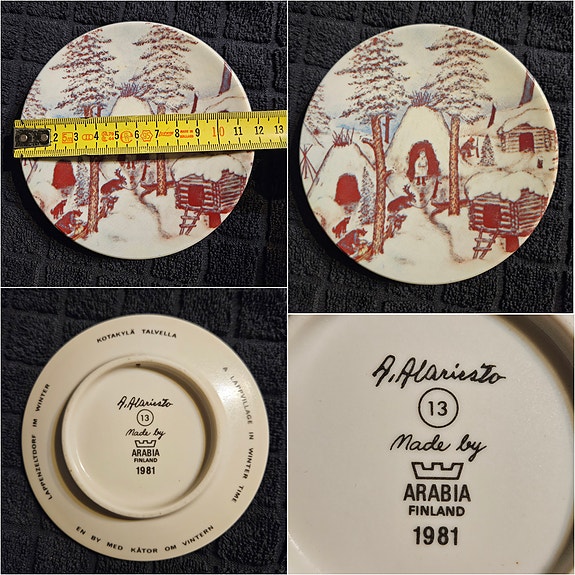 2 3 4 5 6 7 8 9 10 11 12 13
KOTAKYLÄ TALVELLA
A LAPPVILLAGE IN WINTER TIME
EN BY MED KÅTOR OM VINTERN
LAPPENZELTDORF IM WINTER
A. Alariesto
13
Made by
ARABIA
FINLAND
1981
A. Alariesto
13
Made by
ARABIA
FINLAND
1981